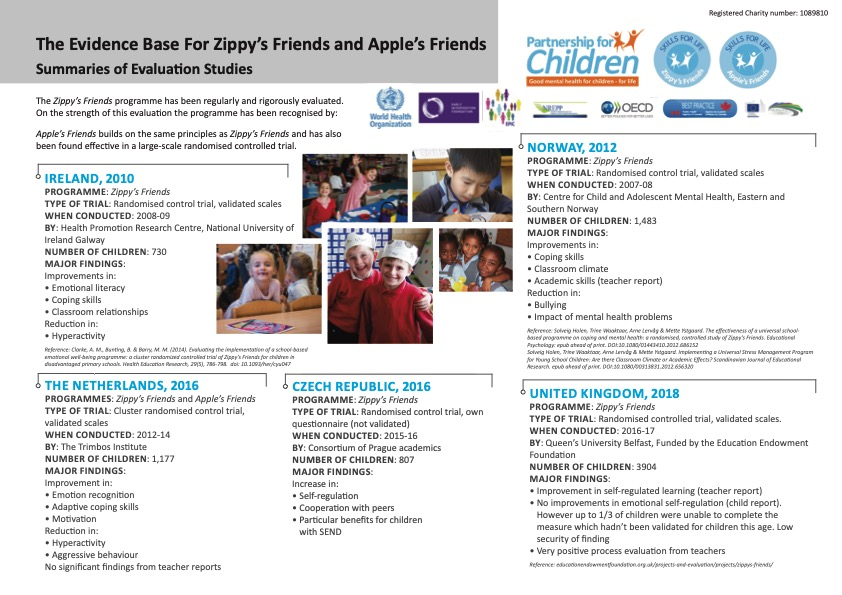 Registered Charity number: 1089810
The Evidence Base For Zippy's Friends and Apple's Friends
Summaries of Evaluation Studies
Partnership for
Children
Good mental health for children - for life
SKILLS FOR LIFE
Zippy's Friends
SKILLS FOR LIFE
Apple's Friends
The Zippy's Friends programme has been regularly and rigorously evaluated.
On the strength of this evaluation the programme has been recognised by:
World Health
Organization
EARLY
INTERVENTION
FOUNDATION
EPIC
NREPP
OECD
BEST PRACTICE
Apple's Friends builds on the same principles as Zippy's Friends and has also
been found effective in a large-scale randomised controlled trial.
IRELAND, 2010
PROGRAMME: Zippy's Friends
TYPE OF TRIAL: Randomised control trial, validated scales
WHEN CONDUCTED: 2008-09
BY: Health Promotion Research Centre, National University of
Ireland Galway
NUMBER OF CHILDREN: 730
MAJOR FINDINGS:
Improvements in:
• Emotional literacy
• Coping skills
• Classroom relationships
Reduction in:
• Hyperactivity
Reference: Clarke, A. M., Bunting, B. & Barry, M. M. (2014). Evaluating the implementation of a school-based
emotional well-being programme: a cluster randomized controlled trial of Zippy's Friends for children in
disadvantaged primary schools. Health Education Research, 29(5), 786-798. doi: 10.1093/her/cyu047
NORWAY, 2012
PROGRAMME: Zippy's Friends
TYPE OF TRIAL: Randomised control trial, validated scales
WHEN CONDUCTED: 2007-08
BY: Centre for Child and Adolescent Mental Health, Eastern and
Southern Norway
NUMBER OF CHILDREN: 1,483
MAJOR FINDINGS:
Improvements in:
• Coping skills
• Classroom climate
• Academic skills (teacher report)
Reduction in:
• Bullying
• Impact of mental health problems
Reference: Solveig Holen, Trine Waaktaar, Arne Lervåg & Mette Ystgaard. The effectiveness of a universal school-
based programme on coping and mental health: a randomised, controlled study of Zippy's Friends. Educational
Psychology: epub ahead of print. DOI:10.1080/01443410.2012.686152
Solveig Holen, Trine Waaktaar, Arne Lervåg & Mette Ystgaard. Implementing a Universal Stress Management Program
for Young School Children: Are there Classroom Climate or Academic Effects? Scandinavian Journal of Educational
Research. epub ahead of print. DOI:10.1080/00313831.2012.656320
THE NETHERLANDS, 2016
PROGRAMMES: Zippy's Friends and Apple's Friends
TYPE OF TRIAL: Cluster randomised control trial,
validated scales
WHEN CONDUCTED: 2012-14
BY: The Trimbos Institute
NUMBER OF CHILDREN: 1,177
MAJOR FINDINGS:
Improvement in:
• Emotion recognition
• Adaptive coping skills
• Motivation
Reduction in:
• Hyperactivity
• Aggressive behaviour
No significant findings from teacher reports
CZECH REPUBLIC, 2016
PROGRAMME: Zippy's Friends
TYPE OF TRIAL: Randomised control trial, own
questionnaire (not validated)
WHEN CONDUCTED: 2015-16
BY: Consortium of Prague academics
NUMBER OF CHILDREN: 807
MAJOR FINDINGS:
Increase in:
• Self-regulation
• Cooperation with peers
• Particular benefits for children
with SEND
UNITED KINGDOM, 2018
PROGRAMME: Zippy's Friends
TYPE OF TRIAL: Randomised controlled trial, validated scales.
WHEN CONDUCTED: 2016-17
BY: Queen's University Belfast, Funded by the Education Endowment
Foundation
NUMBER OF CHILDREN: 3904
MAJOR FINDINGS:
• Improvement in self-regulated learning (teacher report)
• No improvements in emotional self-regulation (child report).
However up to 1/3 of children were unable to complete the
measure which hadn't been validated for children this age. Low
security of finding
• Very positive process evaluation from teachers
Reference: educationendowmentfoundation.org.uk/projects-and-evaluation/projects/zippys-friends/